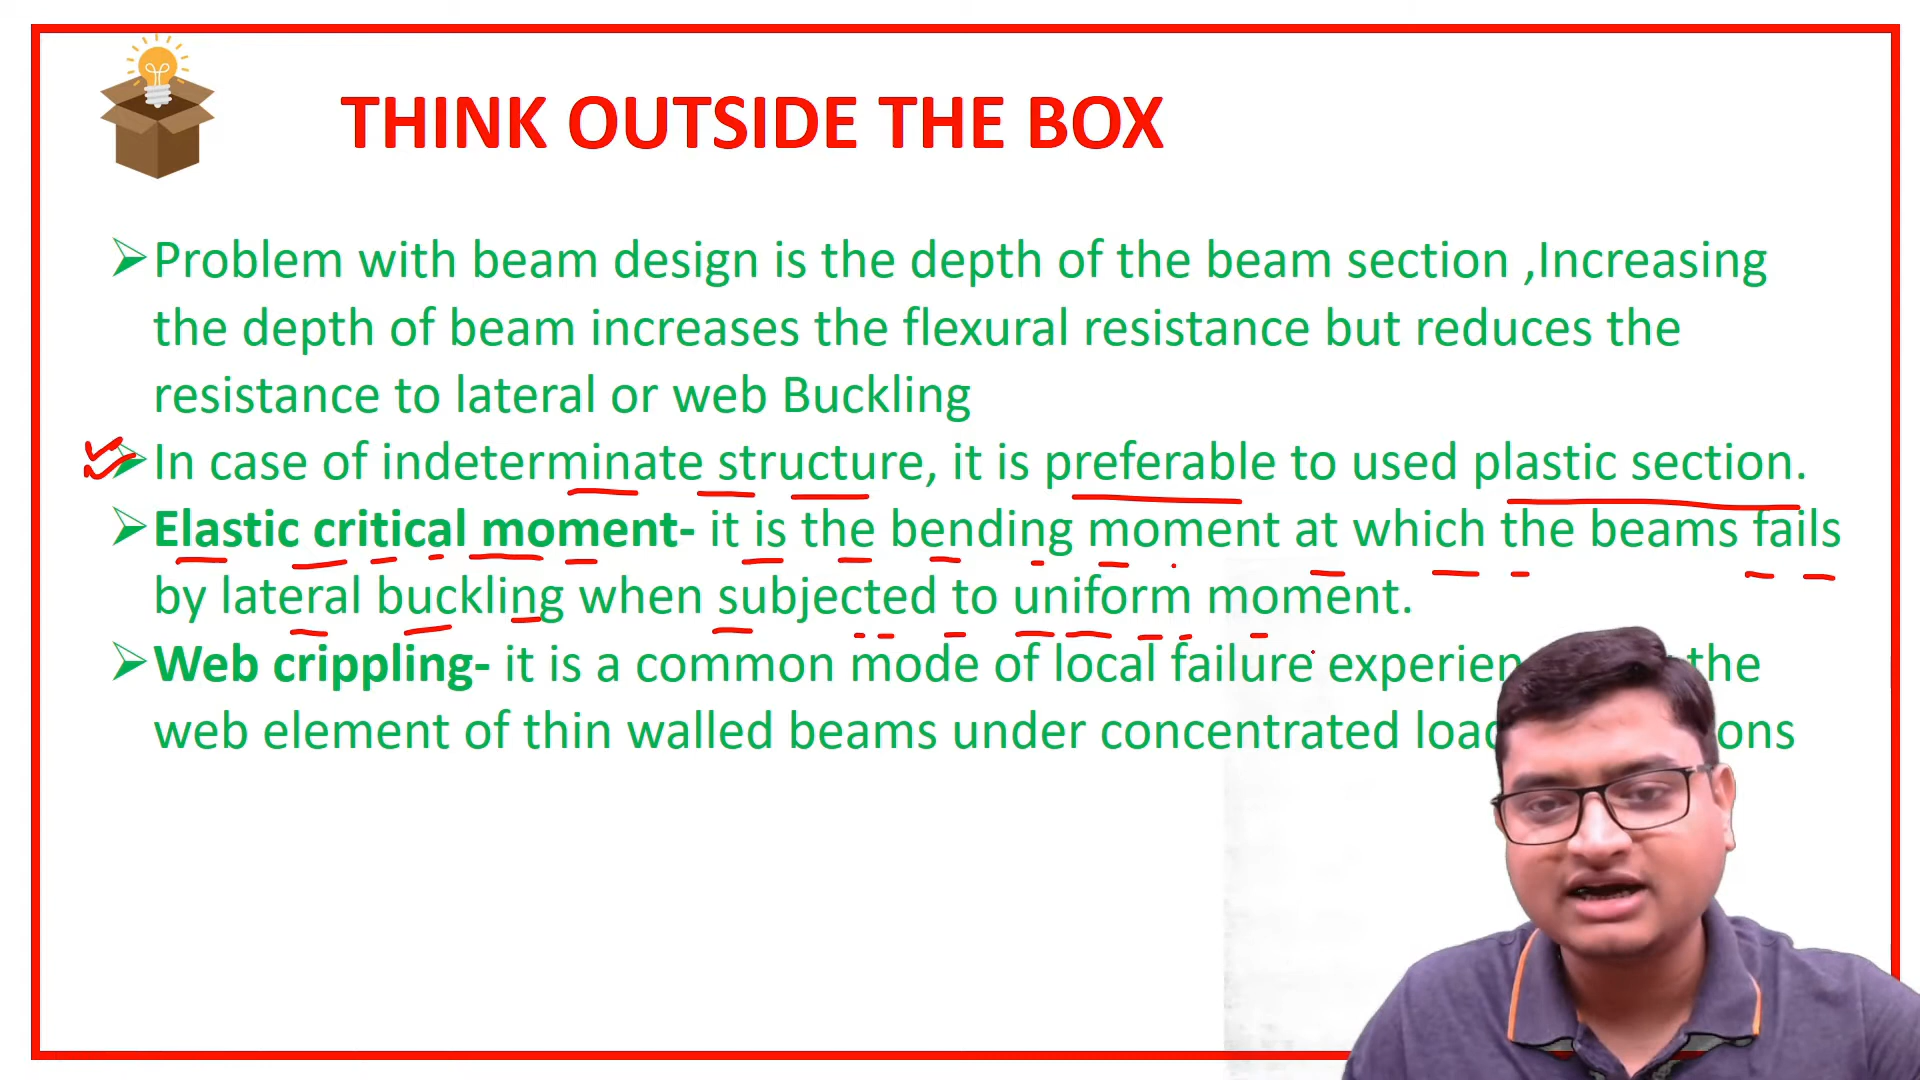 THINK OUTSIDE THE BOX
Problem with beam design is the depth of the beam section ,Increasing
the depth of beam increases the flexural resistance but reduces the
resistance to lateral or web Buckling
In case of indeterminate structure, it is preferable to used plastic section.
Elastic critical moment- it is the bending moment at which the beams fails
by lateral buckling when subjected to uniform moment.
Web crippling- it is a common mode of local failure the
web element of thin walled beams under concentrated